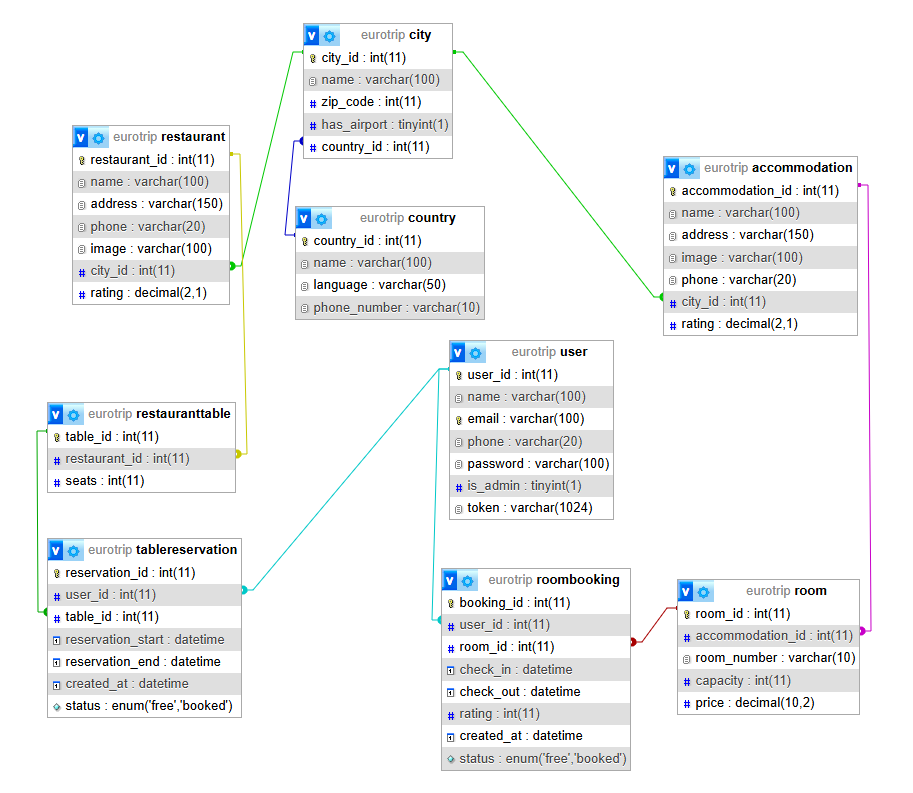 eurotrip city
city_id : int(11)
name : varchar(100)
zip_code : int(11)
has_airport : tinyint(1)
country_id : int(11)
eurotrip restaurant
restaurant_id : int(11)
name : varchar(100)
address : varchar(150)
phone : varchar(20)
image : varchar(100)
city_id : int(11)
rating : decimal(2,1)
eurotrip country
country_id : int(11)
name : varchar(100)
language : varchar(50)
phone_number : varchar(10)
eurotrip accommodation
accommodation_id : int(11)
name : varchar(100)
address : varchar(150)
image : varchar(100)
phone : varchar(20)
city_id : int(11)
rating : decimal(2,1)
eurotrip user
user_id : int(11)
name : varchar(100)
email : varchar(100)
phone : varchar(20)
password : varchar(100)
is_admin : tinyint(1)
token : varchar(1024)
eurotrip restauranttable
table_id : int(11)
restaurant_id : int(11)
seats : int(11)
eurotrip tablereservation
reservation_id : int(11)
user_id : int(11)
table_id : int(11)
reservation_start : datetime
reservation_end : datetime
created_at : datetime
status : enum('free','booked')
eurotrip roombooking
booking_id : int(11)
user_id : int(11)
room_id : int(11)
check_in : datetime
check_out : datetime
rating : int(11)
created_at : datetime
status : enum('free','booked')
eurotrip room
room_id : int(11)
accommodation_id : int(11)
room_number : varchar(10)
capacity : int(11)
price : decimal(10,2)